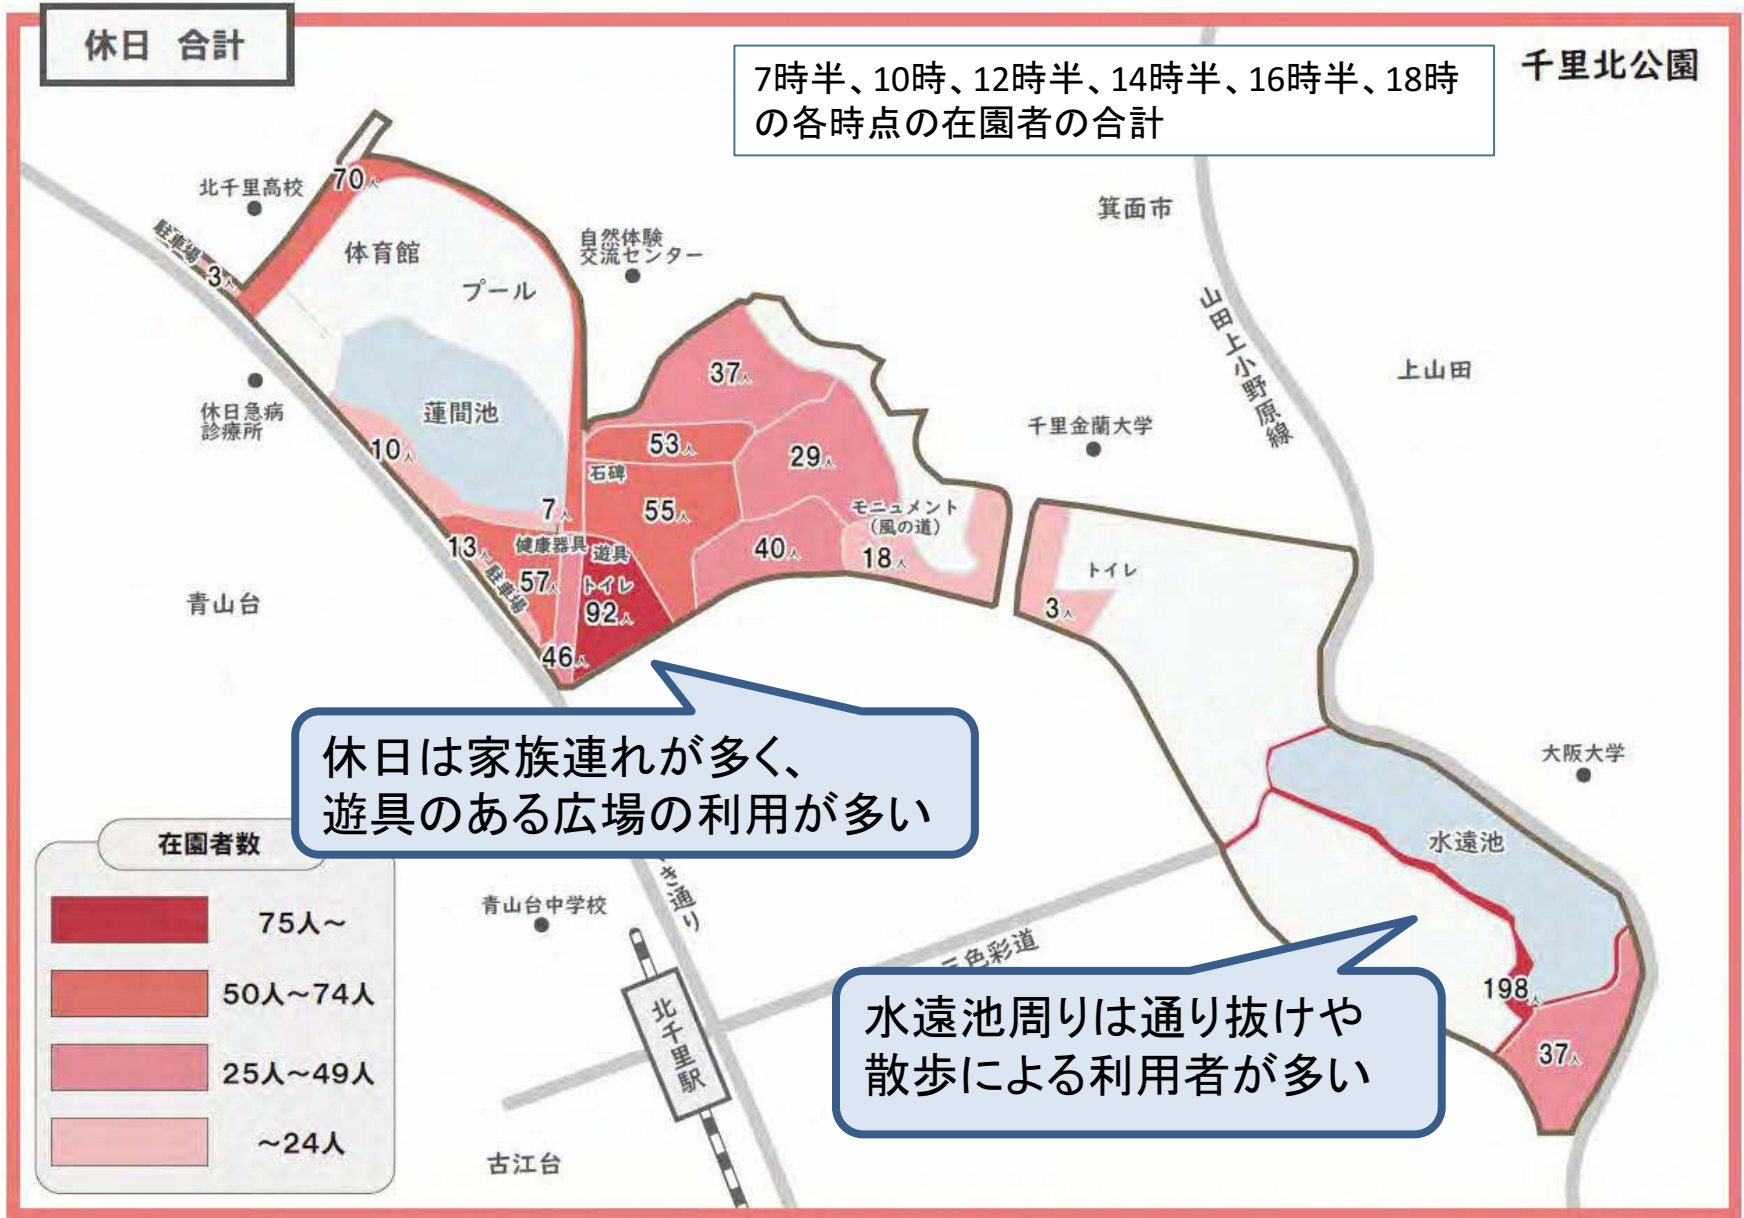 休日 合計
7時半、10時、12時半、14時半、16時半、18時
の各時点の在園者の合計
千里北公園
北千里高校
70人
駐車場
3人
体育館
プール
自然体験
交流センター
箕面市
山田上小野原線
上山田
休日急病
診療所
蓮間池
10人
37人
53人
石碑
29人
千里金蘭大学
7人
55人
モニュメント
(風の道)
13人
健康器具
遊具
40人
18人
トイレ
駐車場
57人
トイレ
92人
3人
青山台
46人
休日は家族連れが多く、
遊具のある広場の利用が多い
大阪大学
水遠池
在園者数
75人~
50人~74人
25人~49人
~24人
青山台中学校
き通り
色彩道
北千里駅
古江台
198人
37人
水遠池周りは通り抜けや
散歩による利用者が多い